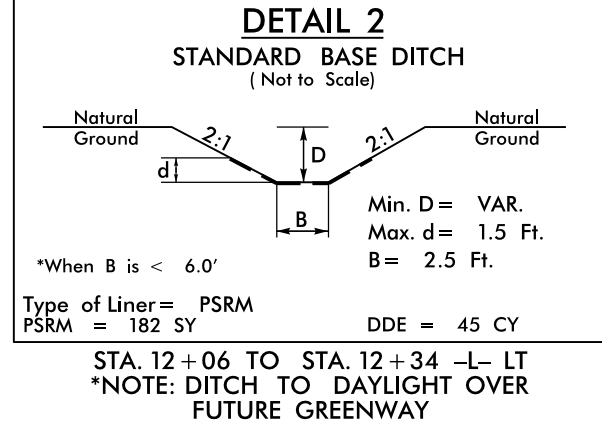 DETAIL 2
STANDARD BASE DITCH
( Not to Scale)
Natural
Ground
2:1
D
2:1
Natural
Ground
d
B
Min. D = VAR.
Max. d = 1.5 Ft.
B = 2.5 Ft.
*When B is < 6.0'
Type of Liner = PSRM
PSRM = 182 SY
DDE = 45 CY
STA. 12+06 TO STA. 12+34 -L- LT
*NOTE: DITCH TO DAYLIGHT OVER
FUTURE GREENWAY